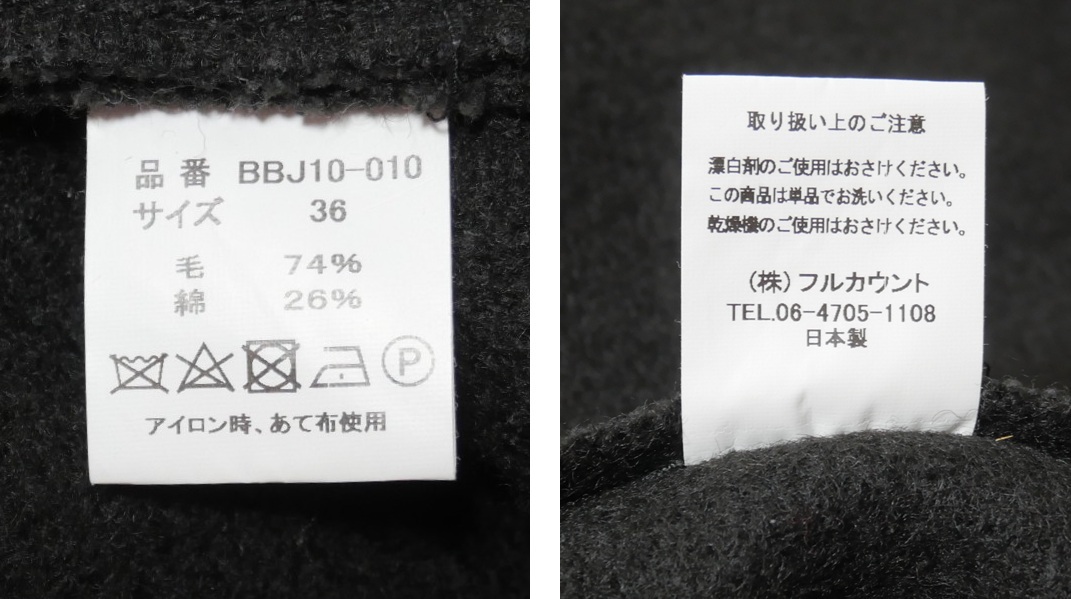 品番 BBJ10-010
サイズ 36
毛 74%
綿 26%
P
アイロン時、あて布使用
取り扱い上のご注意
漂白剤のご使用はおさけください。
この商品は単品でお洗いください。
乾燥機のご使用はおさけください。
(株)フルカウント
TEL.06-4705-1108
日本製